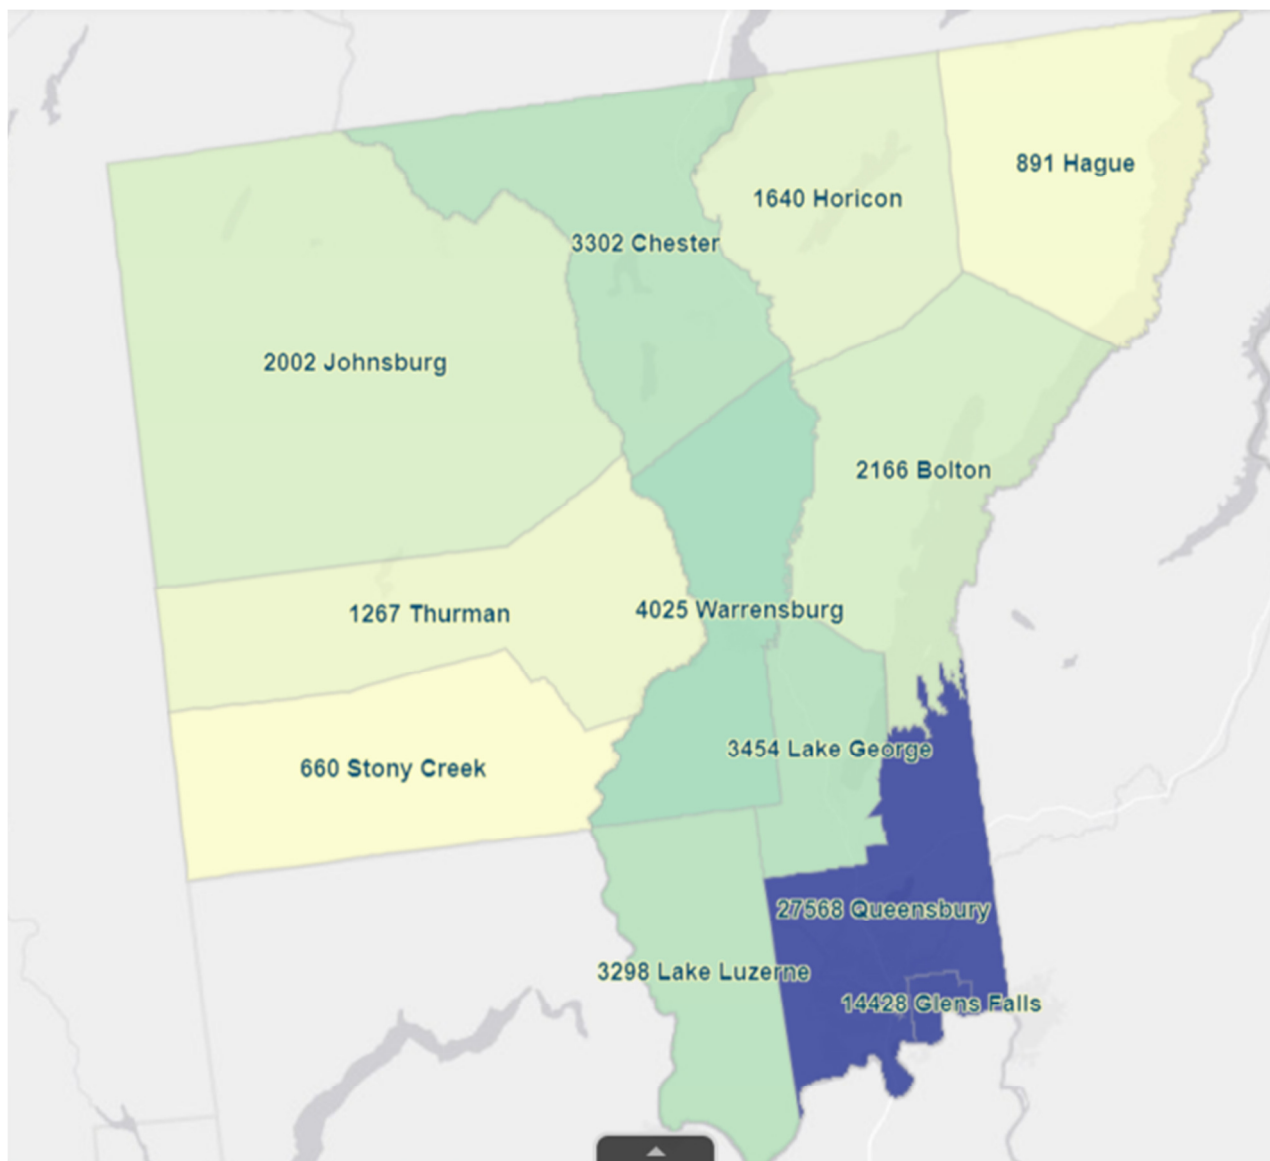 891 Hague
1640 Horicon
3302 Chester
2002 Johnsburg
2166 Bolton
4025 Warrensburg
1267 Thurman
3454 Lake George
660 Stony Creek
27568 Queensbury
3298 Lake Luzerne
14428 Glens Falls